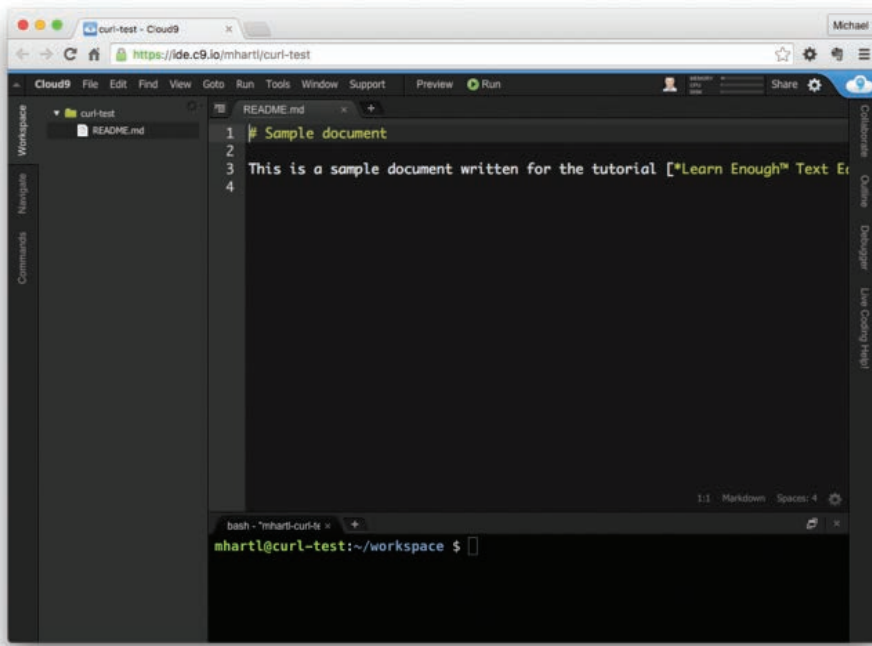 curl-test - Cloud9
Michael
https://ide.c9.io/mhartl/curl-test
Cloud9 File Edit Find View Goto Run Tools Window Support Preview Run
MEMORY
CPU
DISK
Share
Workspace
Navigate
Commands
curl-test
README.md
README.md
1 # Sample document
2
3 This is a sample document written for the tutorial [*Learn Enough™ Text Ed
4
1:1 Markdown Spaces: 4
Collaborate
Outline
Debugger
Live Coding Help!
bash - "mhartl-curl-te
mhartl@curl-test:~/workspace $